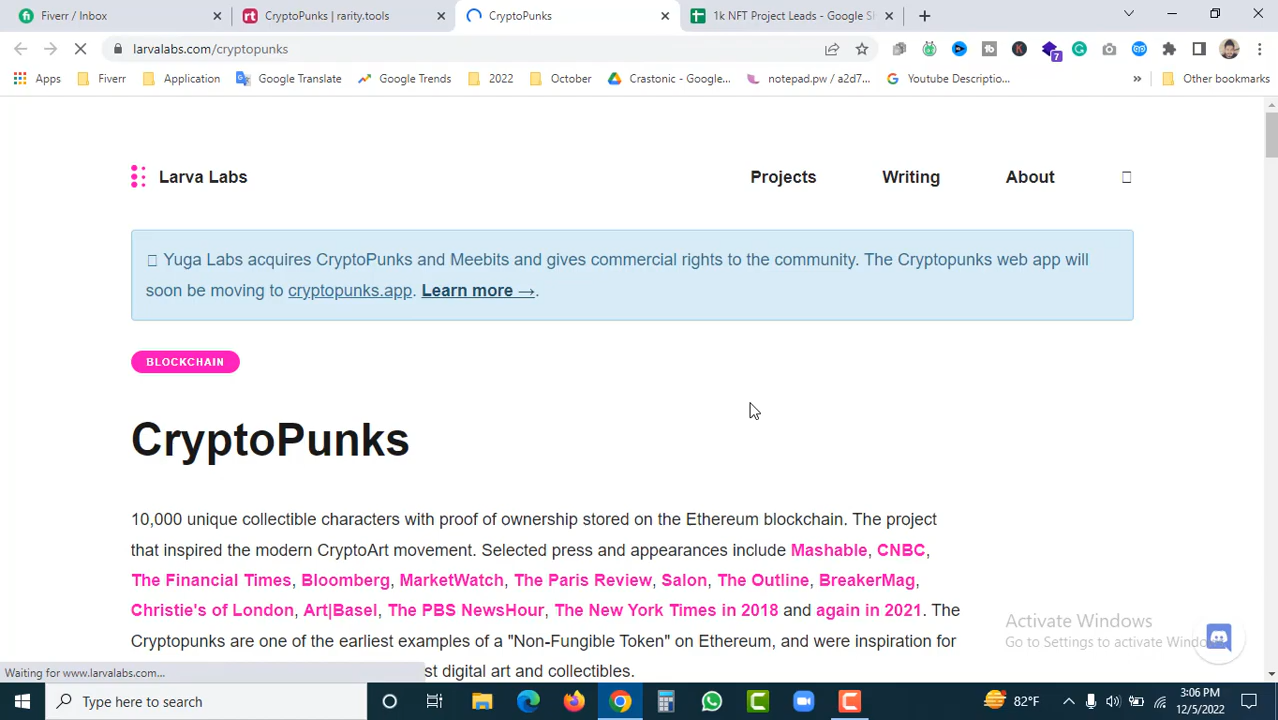 Fiverr / Inbox
CryptoPunks | rarity.tools
CryptoPunks
1k NFT Project Leads - Google Sh
larvalabs.com/cryptopunks
7
Apps
Fiverr
Application
Google Translate
Google Trends
2022
October
Crastonic - Google...
notepad.pw / a2d7...
Youtube Descriptio...
»
Other bookmarks
Larva Labs
Projects
Writing
About
Yuga Labs acquires CryptoPunks and Meebits and gives commercial rights to the community. The Cryptopunks web app will
soon be moving to cryptopunks.app. Learn more →.
BLOCKCHAIN
CryptoPunks
10,000 unique collectible characters with proof of ownership stored on the Ethereum blockchain. The project
that inspired the modern CryptoArt movement. Selected press and appearances include Mashable, CNBC,
The Financial Times, Bloomberg, MarketWatch, The Paris Review, Salon, The Outline, BreakerMag,
Christie's of London, Art|Basel, The PBS NewsHour, The New York Times in 2018 and again in 2021. The
Cryptopunks are one of the earliest examples of a "Non-Fungible Token" on Ethereum, and were inspiration for
digital art and collectibles.
Activate Windows
Go to Settings to activate Windows.
Waiting for www.larvalabs.com...
Type here to search
82°F
3:06 PM
12/5/2022